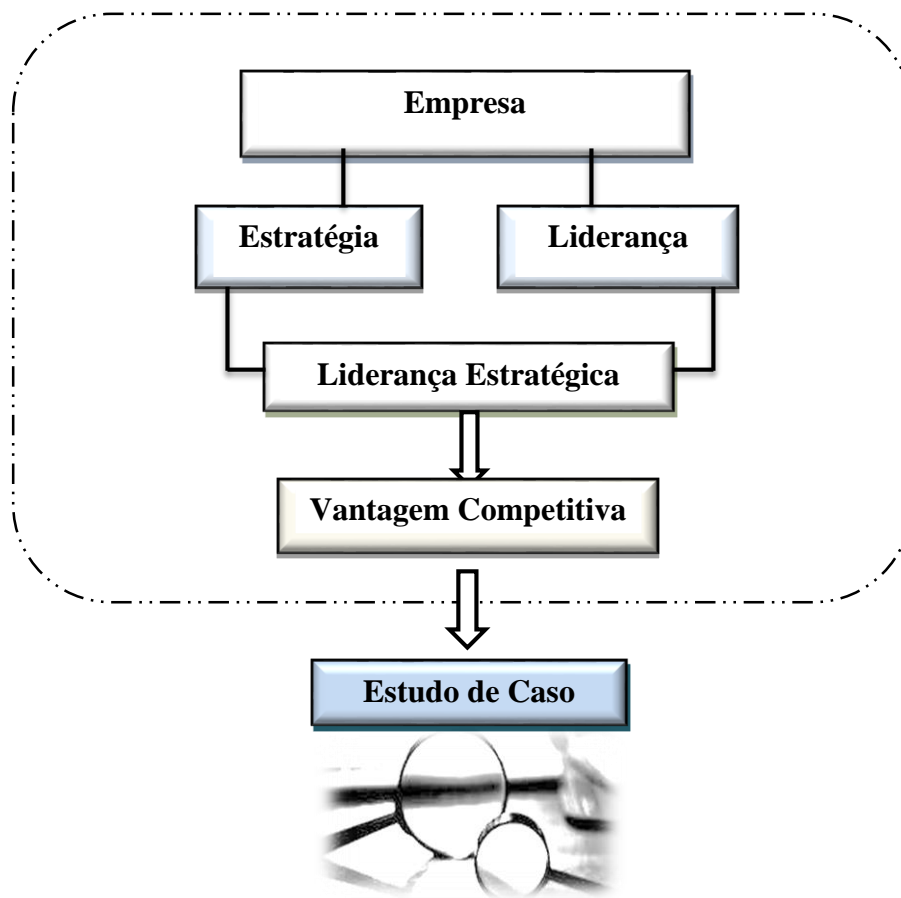 Empresa
Estratégia
Liderança
Liderança Estratégica
Vantagem Competitiva
Estudo de Caso